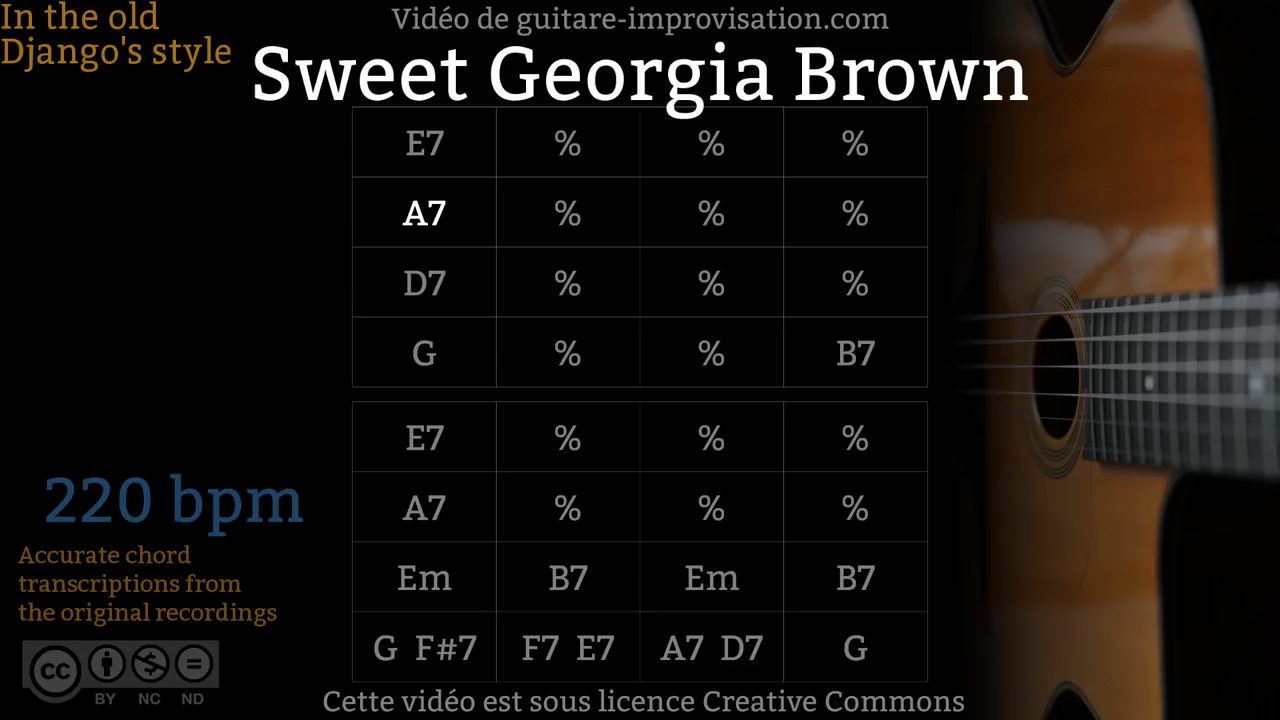 In the old
Django's style
Vidéo de guitare-improvisation.com
Sweet Georgia Brown
E7 % % %
A7 % % %
D7 % % %
G % % B7
E7 % % %
A7 % % %
Em B7 Em B7
G F#7 F7 E7 A7 D7 G
220 bpm
Accurate chord
transcriptions from
the original recordings
cc
BY NC ND
Cette vidéo est sous licence Creative Commons